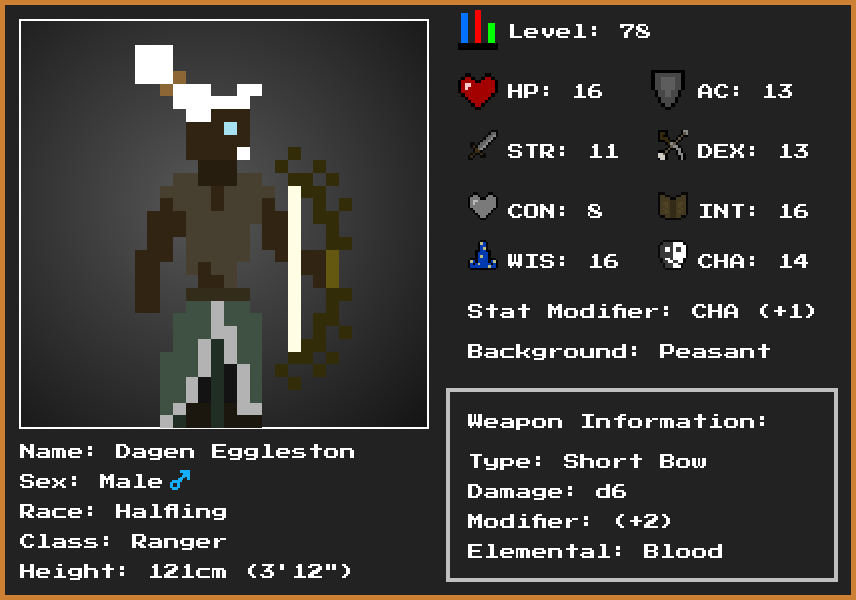 Level: 78
HP: 16 AC: 13
STR: 11 DEX: 13
CON: 8 INT: 16
WIS: 16 CHA: 14
Stat Modifier: CHA (+1)
Background: Peasant
Weapon Information:
Type: Short Bow
Damage: d6
Modifier: (+2)
Elemental: Blood
Name: Dagen Eggleston
Sex: Male ♂
Race: Halfling
Class: Ranger
Height: 121cm (3'12")